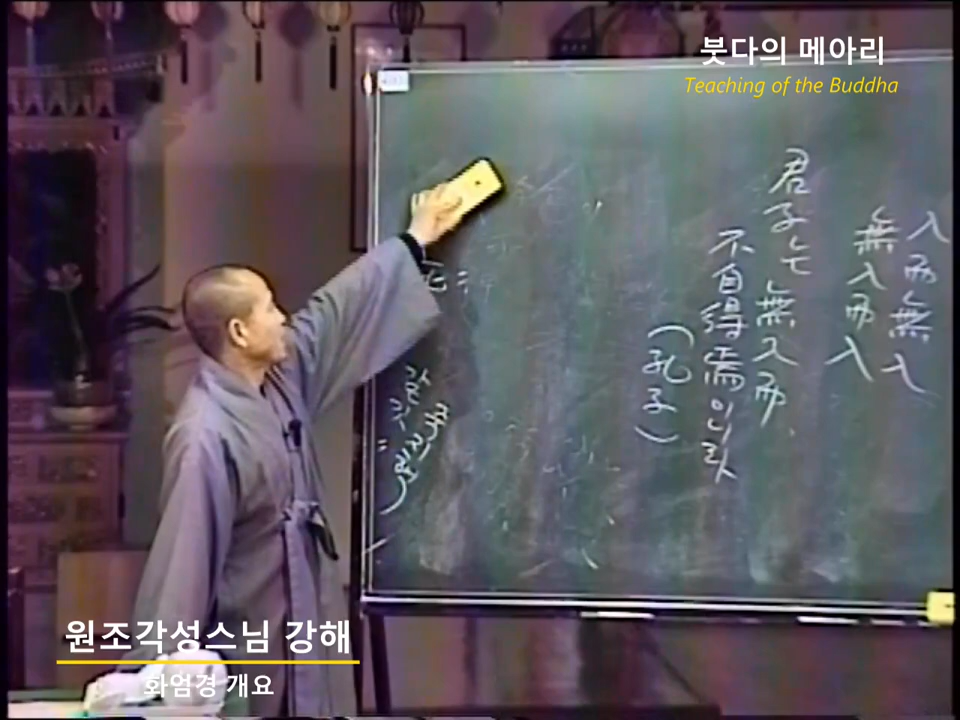 붓다의 메아리
Teaching of the Buddha
入而無入
無入而入
君子는 無入而
不自得焉이니라
(孔子)
원조각성스님 강해
화엄경 개요